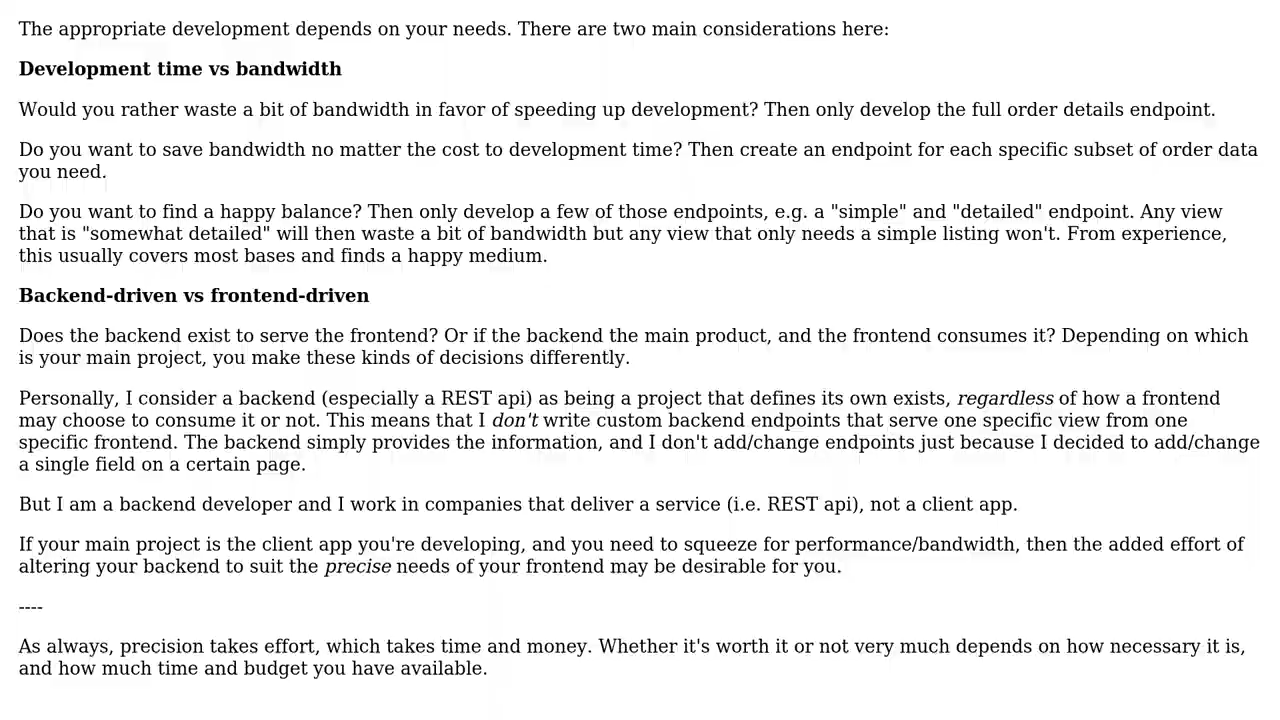 The appropriate development depends on your needs. There are two main considerations here:
Development time vs bandwidth
Would you rather waste a bit of bandwidth in favor of speeding up development? Then only develop the full order details endpoint.
Do you want to save bandwidth no matter the cost to development time? Then create an endpoint for each specific subset of order data
you need.
Do you want to find a happy balance? Then only develop a few of those endpoints, e.g. a "simple" and "detailed" endpoint. Any view
that is "somewhat detailed" will then waste a bit of bandwidth but any view that only needs a simple listing won't. From experience,
this usually covers most bases and finds a happy medium.
Backend-driven vs frontend-driven
Does the backend exist to serve the frontend? Or if the backend the main product, and the frontend consumes it? Depending on which
is your main project, you make these kinds of decisions differently.
Personally, I consider a backend (especially a REST api) as being a project that defines its own exists, regardless of how a frontend
may choose to consume it or not. This means that I don't write custom backend endpoints that serve one specific view from one
specific frontend. The backend simply provides the information, and I don't add/change endpoints just because I decided to add/change
a single field on a certain page.
But I am a backend developer and I work in companies that deliver a service (i.e. REST api), not a client app.
If your main project is the client app you're developing, and you need to squeeze for performance/bandwidth, then the added effort of
altering your backend to suit the precise needs of your frontend may be desirable for you.
----
As always, precision takes effort, which takes time and money. Whether it's worth it or not very much depends on how necessary it is,
and how much time and budget you have available.